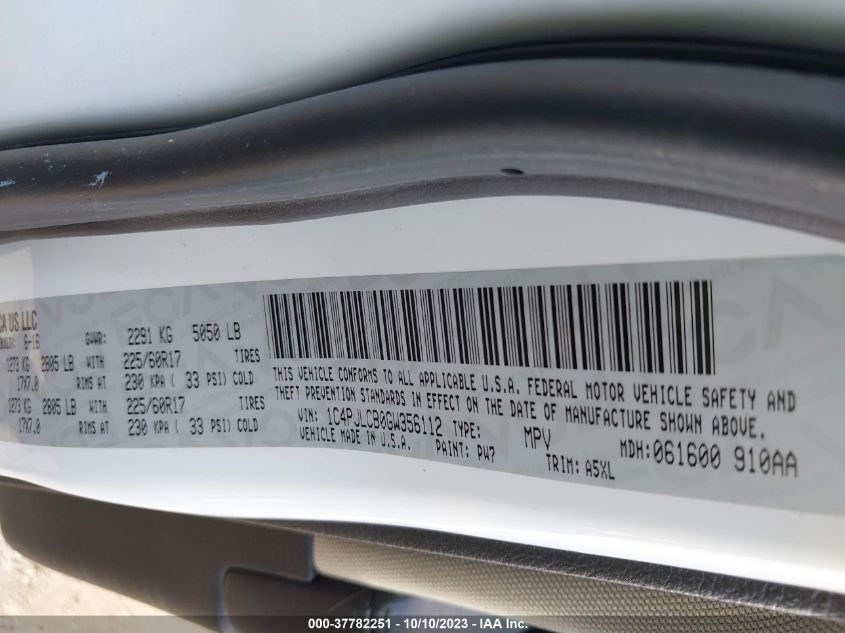 CA US LLC
6-16
GVWR: 2291 KG 5050 LB
1273 KG 2805 LB WITH 225/60R17 TIRES
17X7.0 RIMS AT 230 KPA ( 33 PSI) COLD
1273 KG 2805 LB WITH 225/60R17 TIRES
17X7.0 RIMS AT 230 KPA ( 33 PSI) COLD
THIS VEHICLE CONFORMS TO ALL APPLICABLE U.S.A. FEDERAL MOTOR VEHICLE SAFETY AND
THEFT PREVENTION STANDARDS IN EFFECT ON THE DATE OF MANUFACTURE SHOWN ABOVE.
VIN: 1C4PJLCB0GW356112 TYPE: MPV MDH:061600 910AA
VEHICLE MADE IN U.S.A. PAINT: PW7 TRIM: A5XL
000-37782251 - 10/10/2023 - IAA Inc.